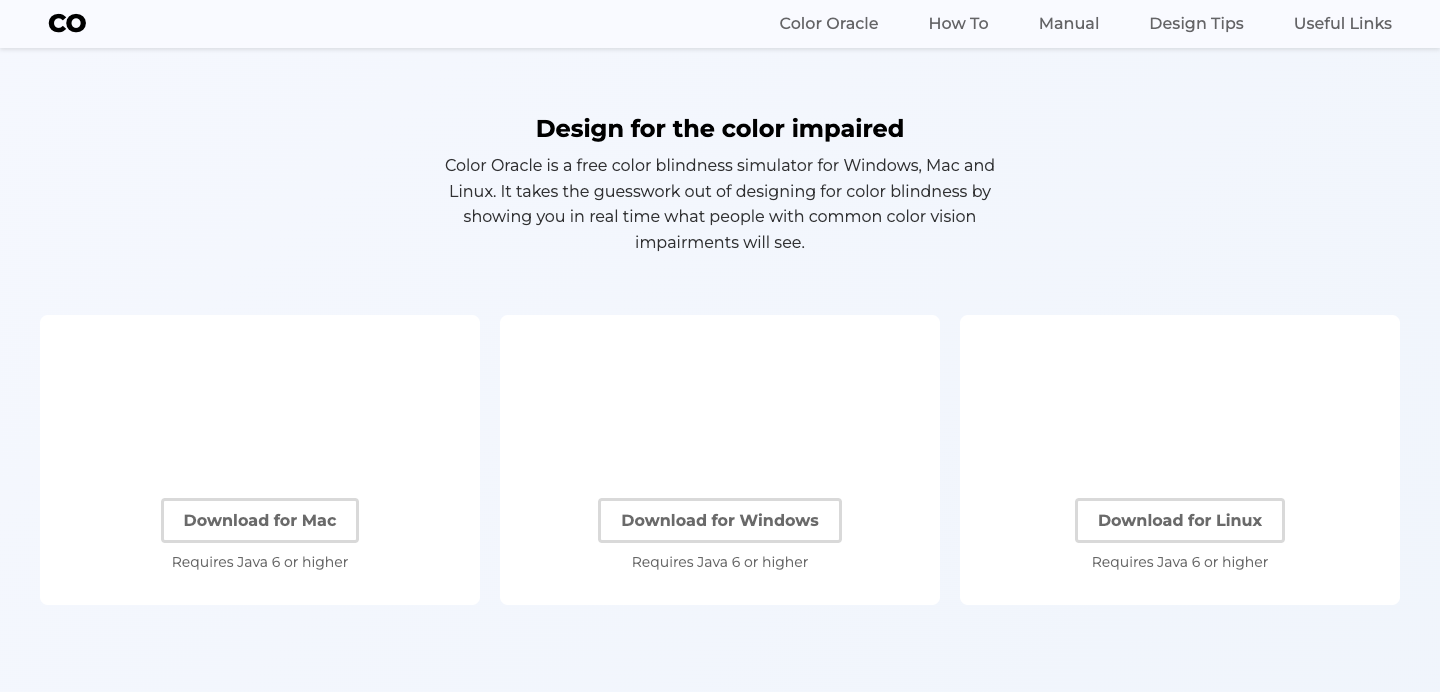 CO
Color Oracle
How To
Manual
Design Tips
Useful Links
Design for the color impaired
Color Oracle is a free color blindness simulator for Windows, Mac and
Linux. It takes the guesswork out of designing for color blindness by
showing you in real time what people with common color vision
impairments will see.
Download for Mac
Requires Java 6 or higher
Download for Windows
Requires Java 6 or higher
Download for Linux
Requires Java 6 or higher